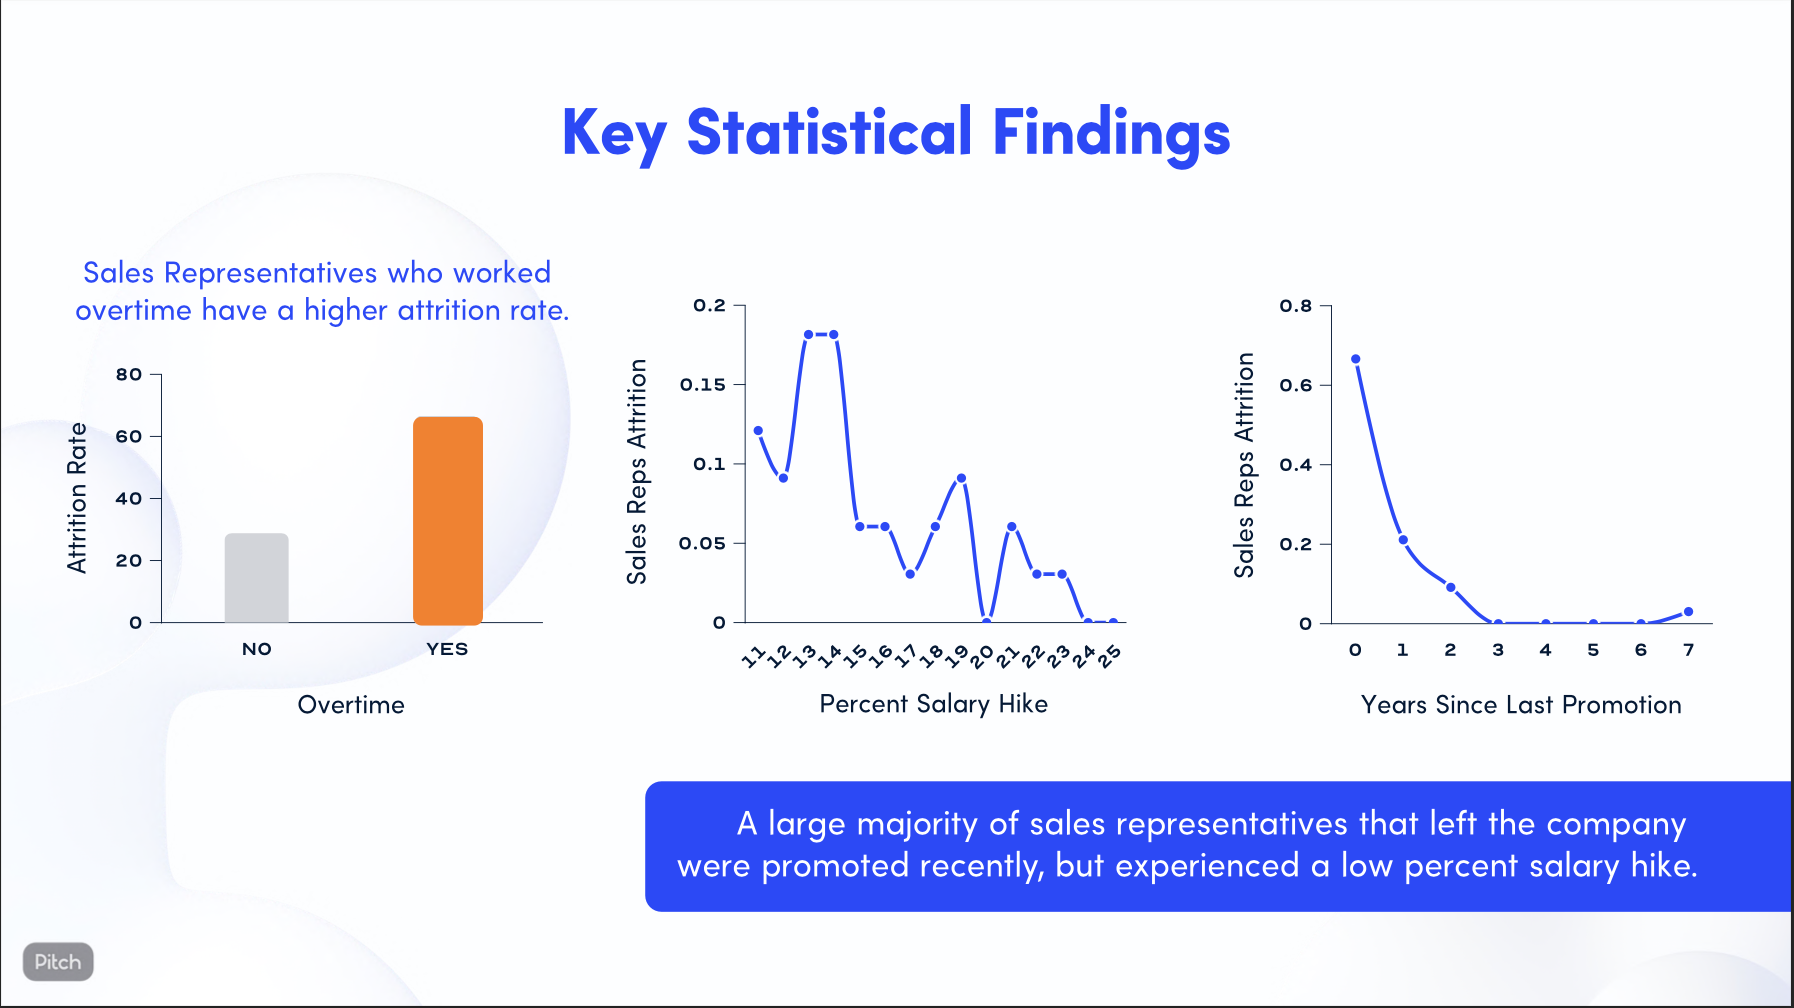 Key Statistical Findings
Sales Representatives who worked
overtime have a higher attrition rate.
80
60
40
20
0
Attrition Rate
NO
YES
Overtime
0.2
0.15
0.1
0.05
0
Sales Reps Attrition
11
12
13
14
15
16
17
18
19
20
21
22
23
24
25
Percent Salary Hike
0.8
0.6
0.4
0.2
0
Sales Reps Attrition
0
1
2
3
4
5
6
7
Years Since Last Promotion
A large majority of sales representatives that left the company
were promoted recently, but experienced a low percent salary hike.
Pitch